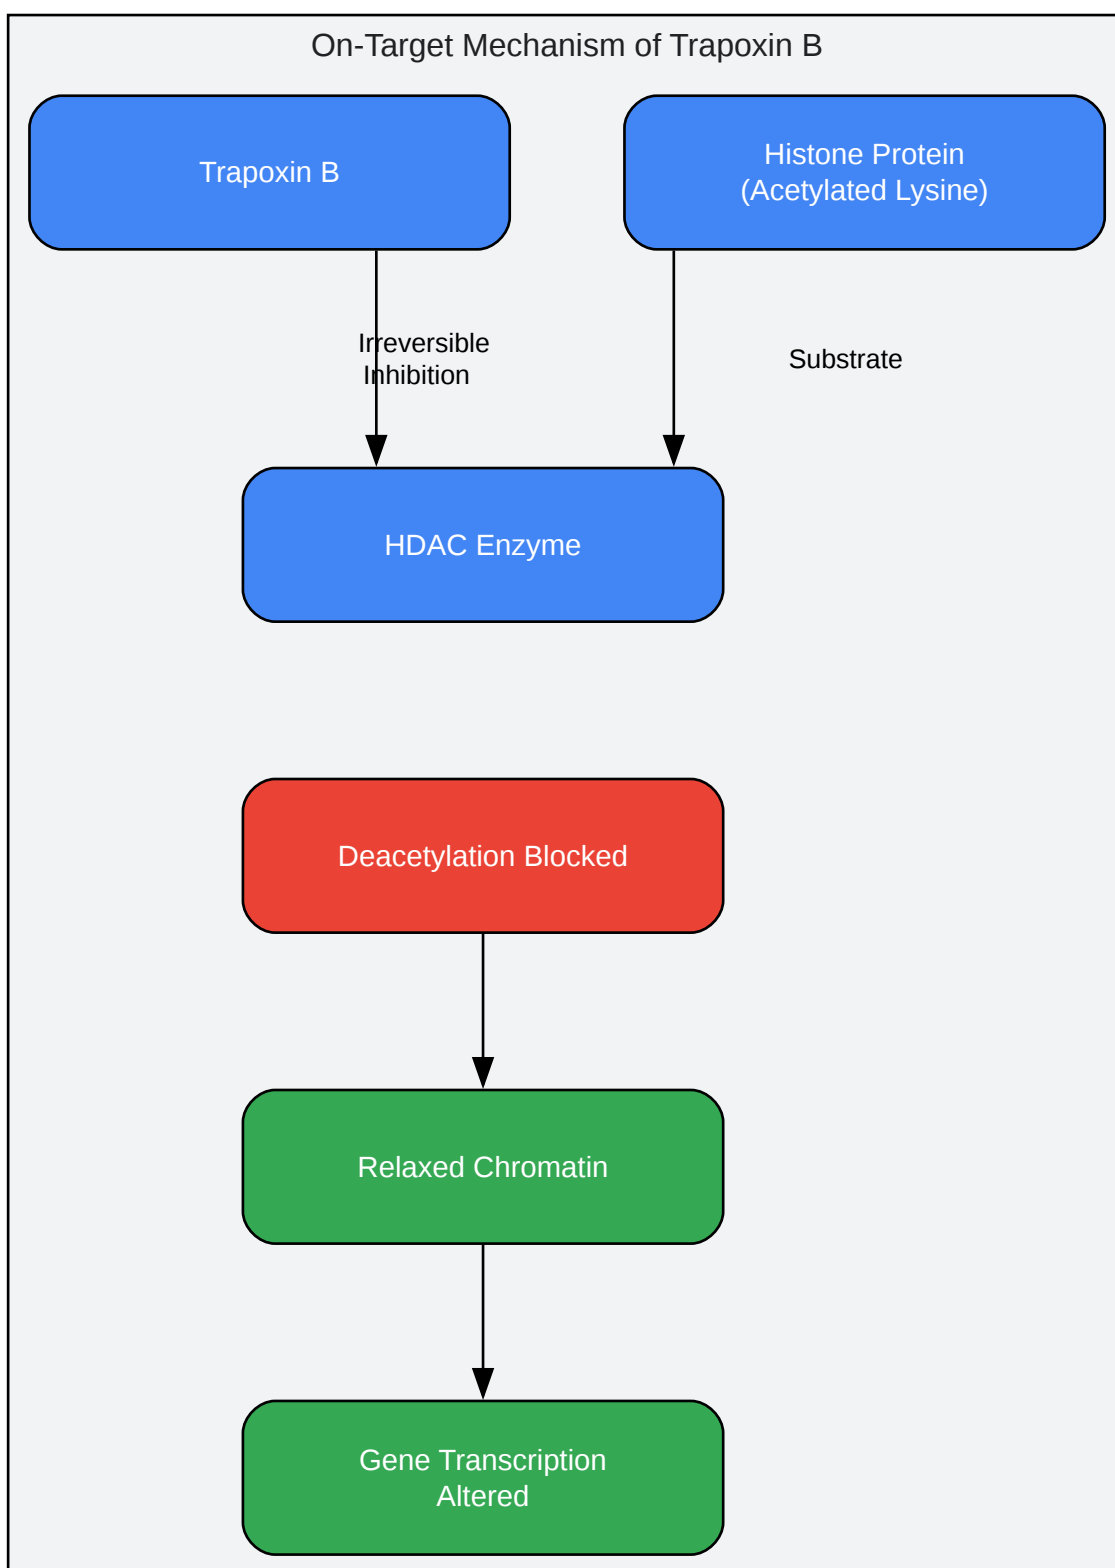 On-Target Mechanism of Trapoxin B
Trapoxin B
Histone Protein
(Acetylated Lysine)
Irreversible
Inhibition
Substrate
HDAC Enzyme
Deacetylation Blocked
Relaxed Chromatin
Gene Transcription
Altered